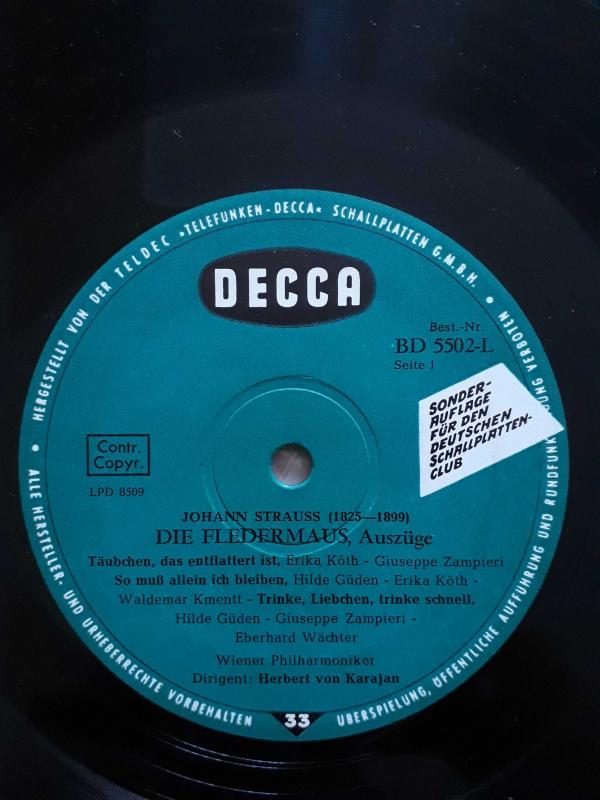 HERGESTELLT VON DER TELDEC »TELEFUNKEN-DECCA« SCHALLPLATTEN G.M.B.H.
DECCA
Best.-Nr.
BD 5502-L
Seite 1
SONDER-
AUFLAGE
FÜR DEN
DEUTSCHEN
SCHALLPLATTEN-
CLUB
Contr.
Copyr.
LPD 8509
JOHANN STRAUSS (1825—1899)
DIE FLEDERMAUS, Auszüge
Täubchen, das entflattert ist, Erika Köth - Giuseppe Zampieri
So muß allein ich bleiben, Hilde Güden - Erika Köth -
Waldemar Kmentt - Trinke, Liebchen, trinke schnell,
Hilde Güden - Giuseppe Zampieri -
Eberhard Wächter
Wiener Philharmoniker
Dirigent: Herbert von Karajan
33
ALLE HERSTELLER- UND URHEBERRECHTE VORBEHALTEN
ÜBERSPIELUNG, ÖFFENTLICHE AUFFÜHRUNG UND RUNDFUNK VERBOTEN